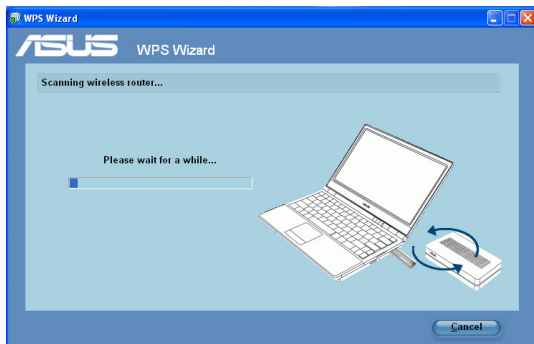 WPS Wizard
ASUS WPS Wizard
Scanning wireless router...
Please wait for a while...
Cancel